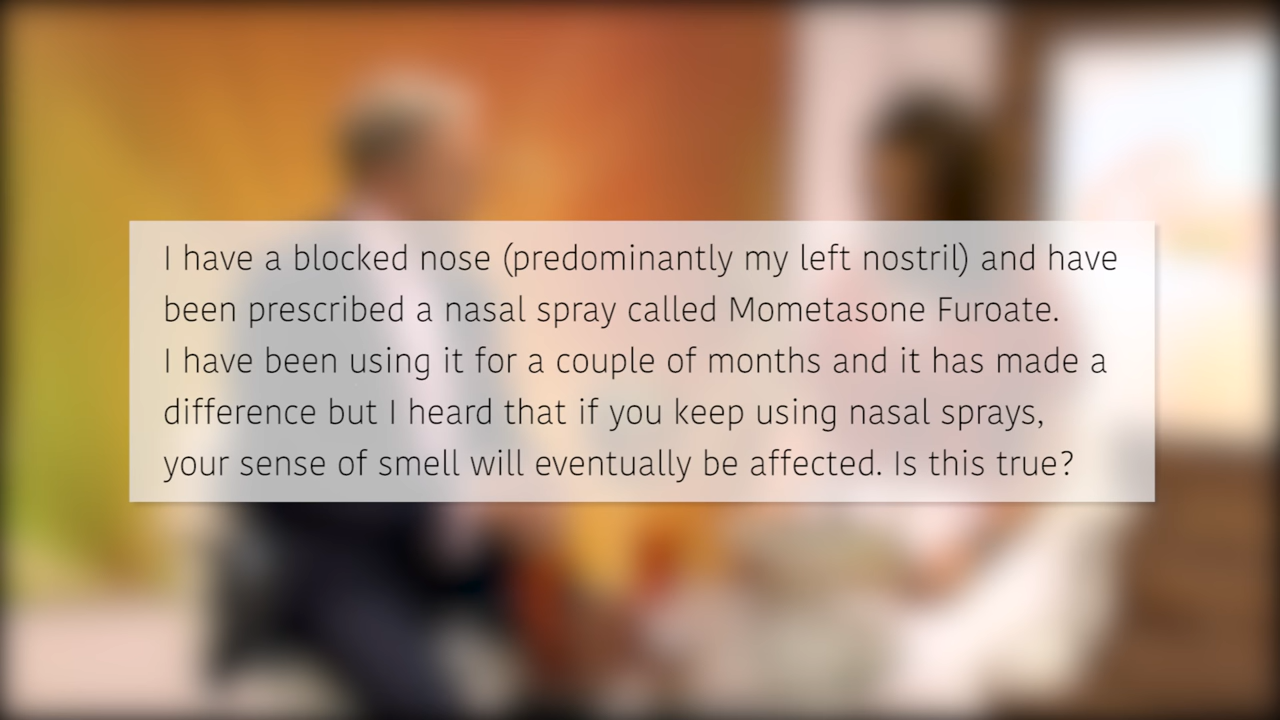 I have a blocked nose (predominantly my left nostril) and have
been prescribed a nasal spray called Mometasone Furoate.
I have been using it for a couple of months and it has made a
difference but I heard that if you keep using nasal sprays,
your sense of smell will eventually be affected. Is this true?